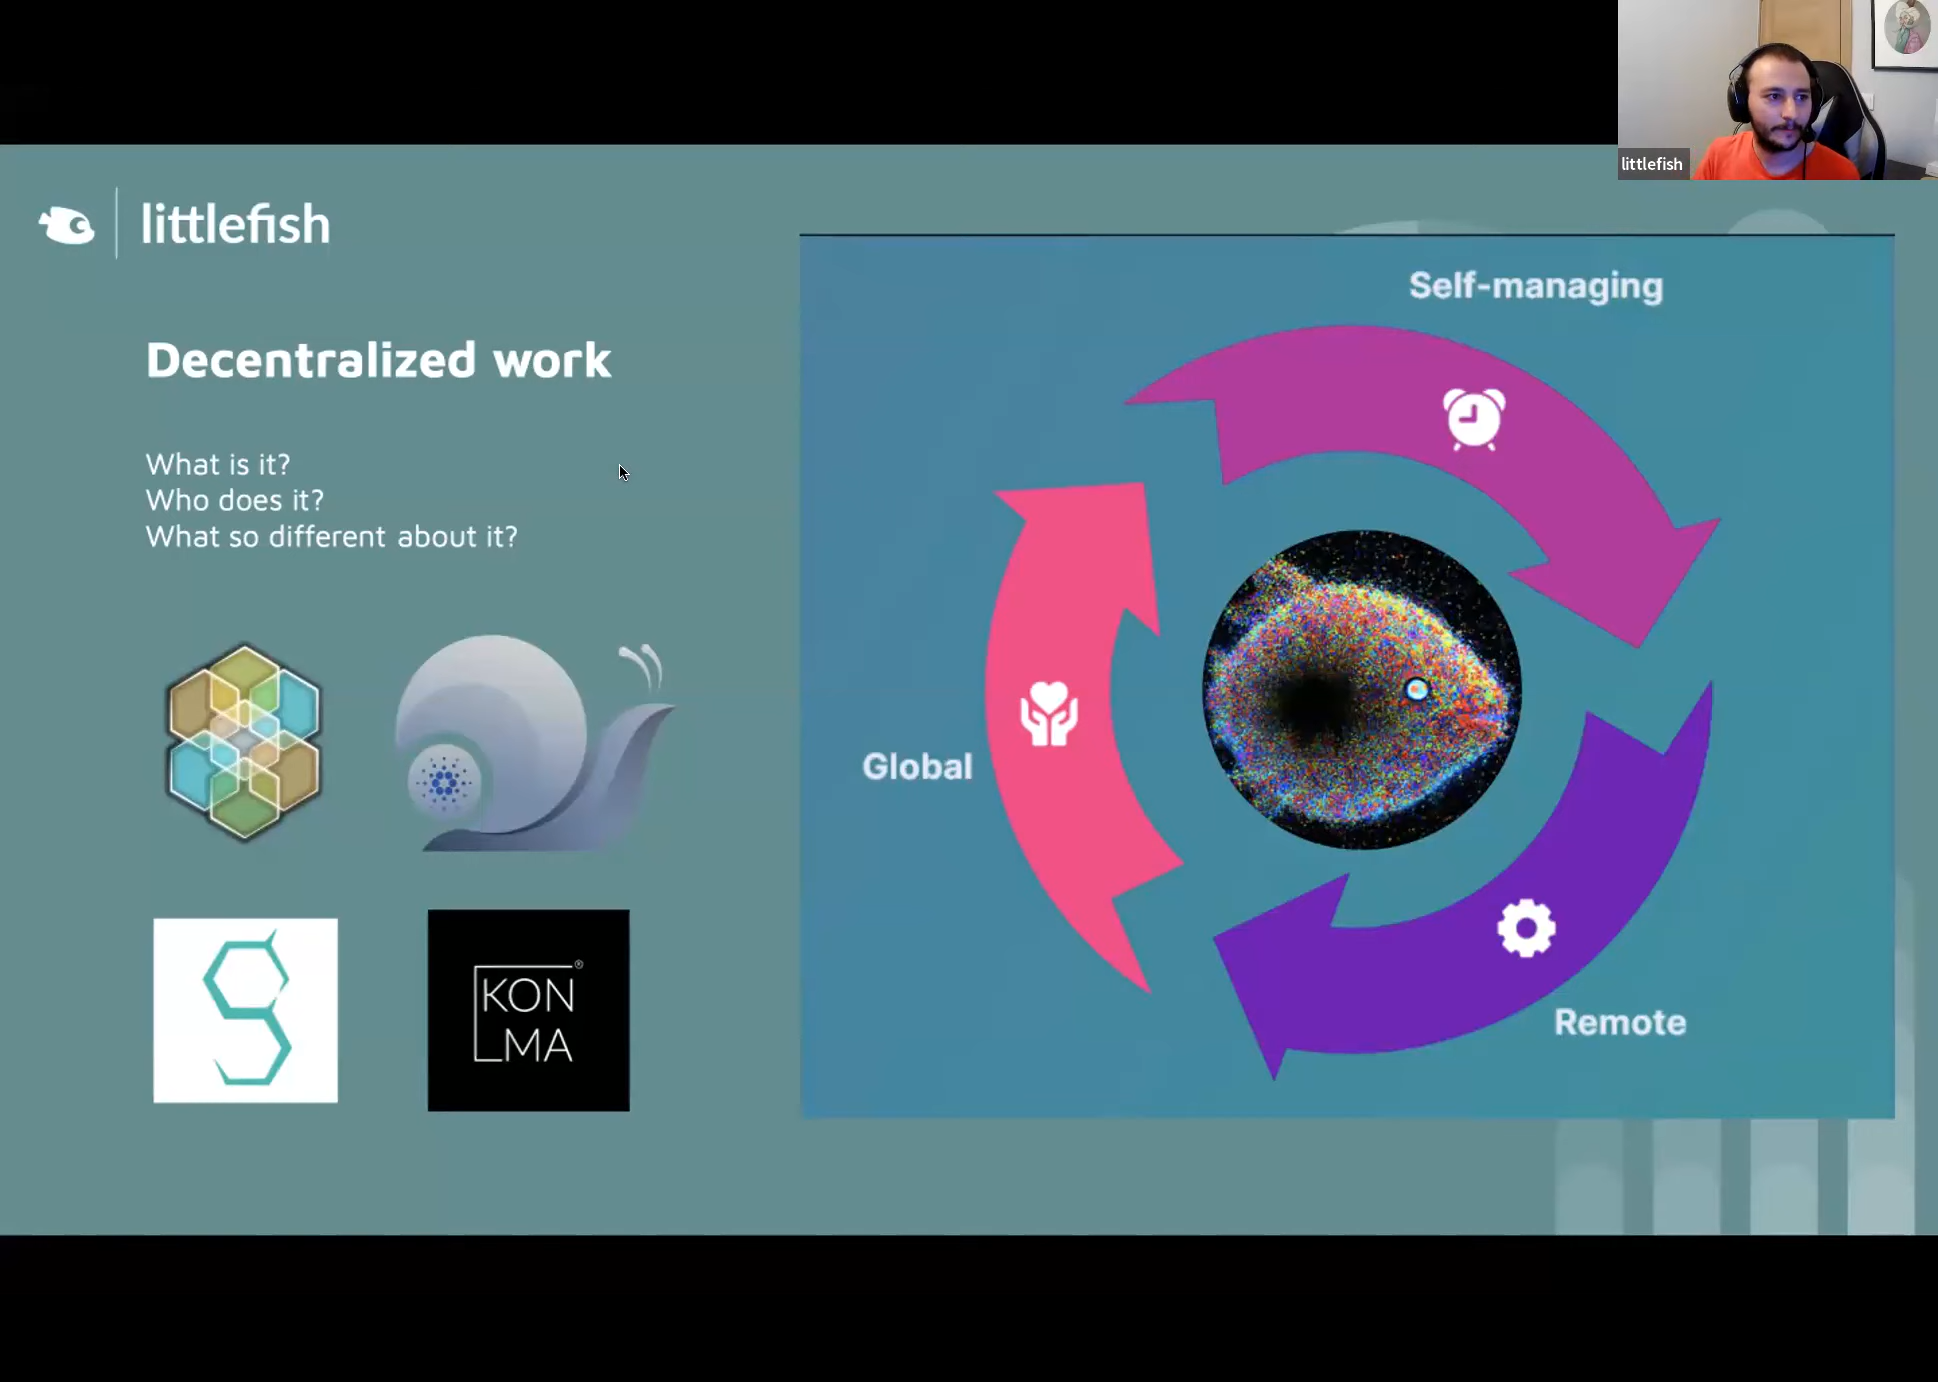 littlefish
littlefish
Decentralized work
What is it?
Who does it?
What so different about it?
KON
MA
®
Self-managing
Global
Remote